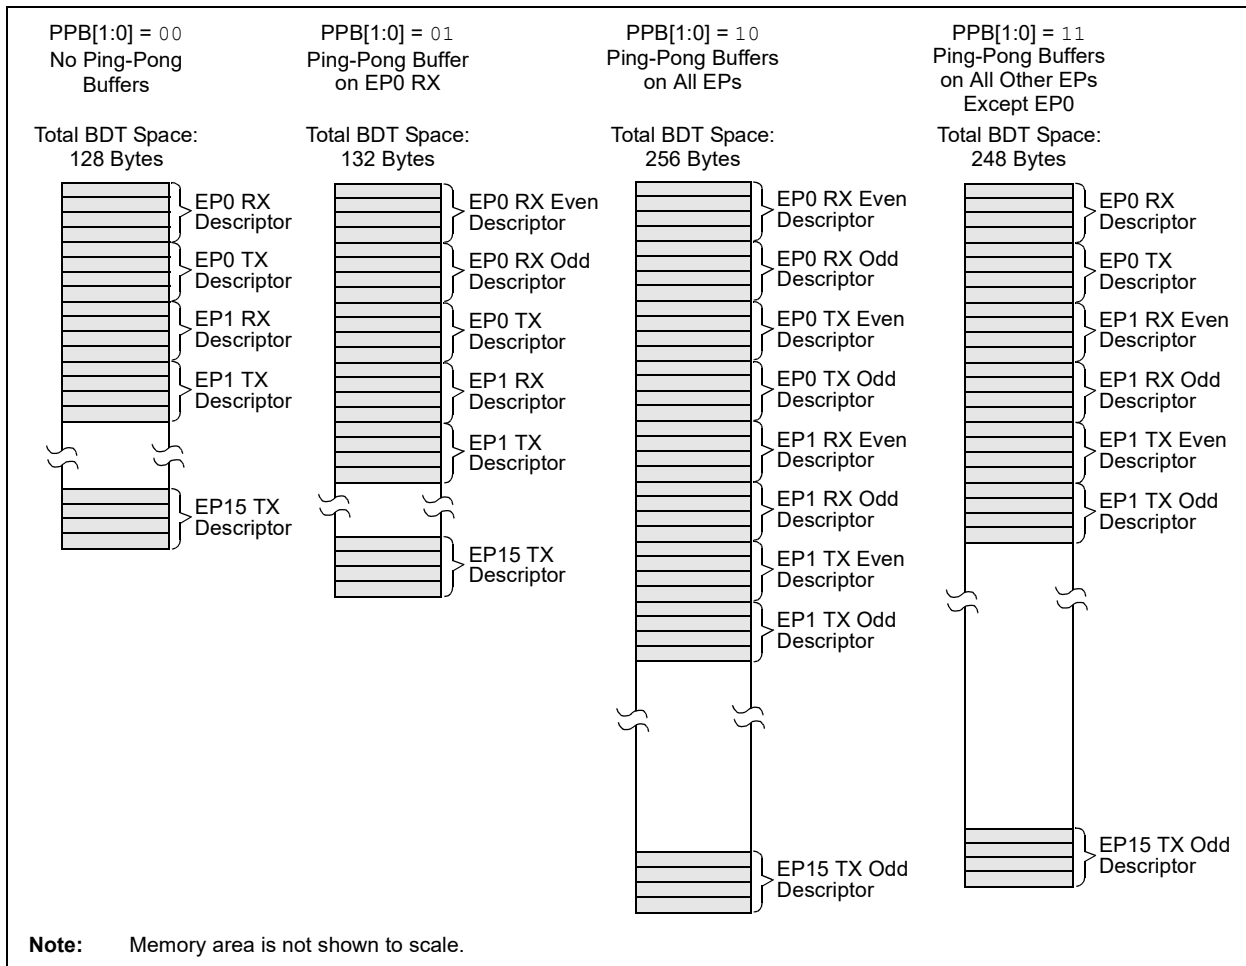 PPB[1:0] = 00
No Ping-Pong
Buffers
Total BDT Space:
128 Bytes
EP0 RX
Descriptor
EP0 TX
Descriptor
EP1 RX
Descriptor
EP1 TX
Descriptor
EP15 TX
Descriptor
PPB[1:0] = 01
Ping-Pong Buffer
on EP0 RX
Total BDT Space:
132 Bytes
EP0 RX Even
Descriptor
EP0 RX Odd
Descriptor
EP0 TX
Descriptor
EP1 RX
Descriptor
EP1 TX
Descriptor
EP15 TX
Descriptor
PPB[1:0] = 10
Ping-Pong Buffers
on All EPs
Total BDT Space:
256 Bytes
EP0 RX Even
Descriptor
EP0 RX Odd
Descriptor
EP0 TX Even
Descriptor
EP0 TX Odd
Descriptor
EP1 RX Even
Descriptor
EP1 RX Odd
Descriptor
EP1 TX Even
Descriptor
EP1 TX Odd
Descriptor
EP15 TX Odd
Descriptor
PPB[1:0] = 11
Ping-Pong Buffers
on All Other EPs
Except EP0
Total BDT Space:
248 Bytes
EP0 RX
Descriptor
EP0 TX
Descriptor
EP1 RX Even
Descriptor
EP1 RX Odd
Descriptor
EP1 TX Even
Descriptor
EP1 TX Odd
Descriptor
EP15 TX Odd
Descriptor
Note: Memory area is not shown to scale.